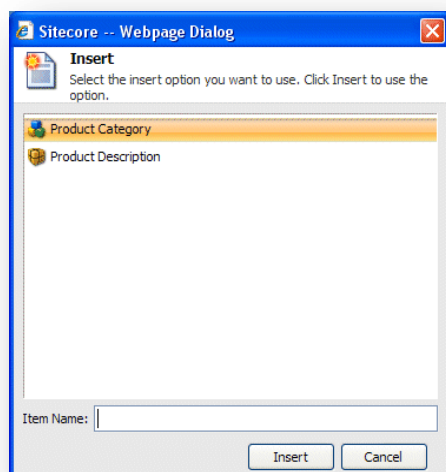 Sitecore -- Webpage Dialog
Insert
Select the insert option you want to use. Click Insert to use the
option.
Product Category
Product Description
Item Name:
Insert Cancel